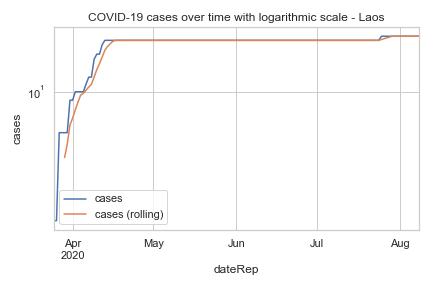 COVID-19 cases over time with logarithmic scale - Laos
10¹
cases
cases
cases (rolling)
Apr
2020
May
Jun
Jul
Aug
dateRep